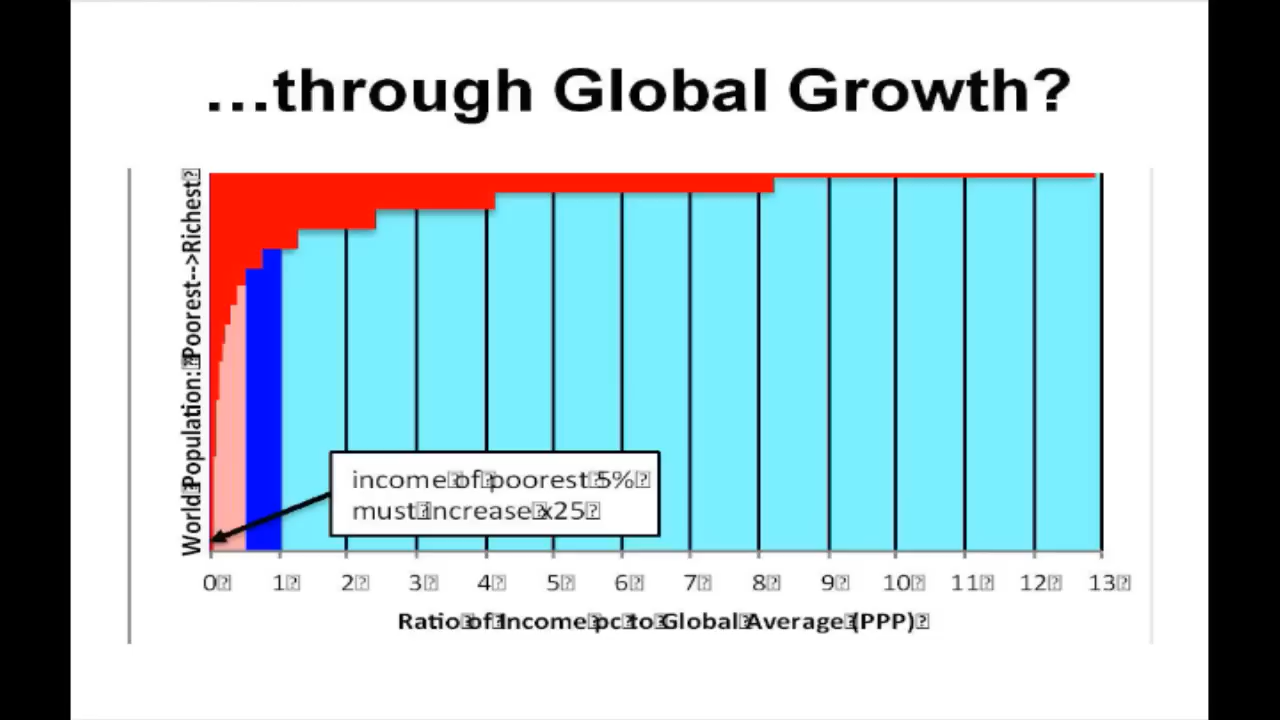 ...through Global Growth?
World Population: Poorest-->Richest
income of poorest 5%
must increase x25
0 1 2 3 4 5 6 7 8 9 10 11 12 13
Ratio of Income pc to Global Average (PPP)